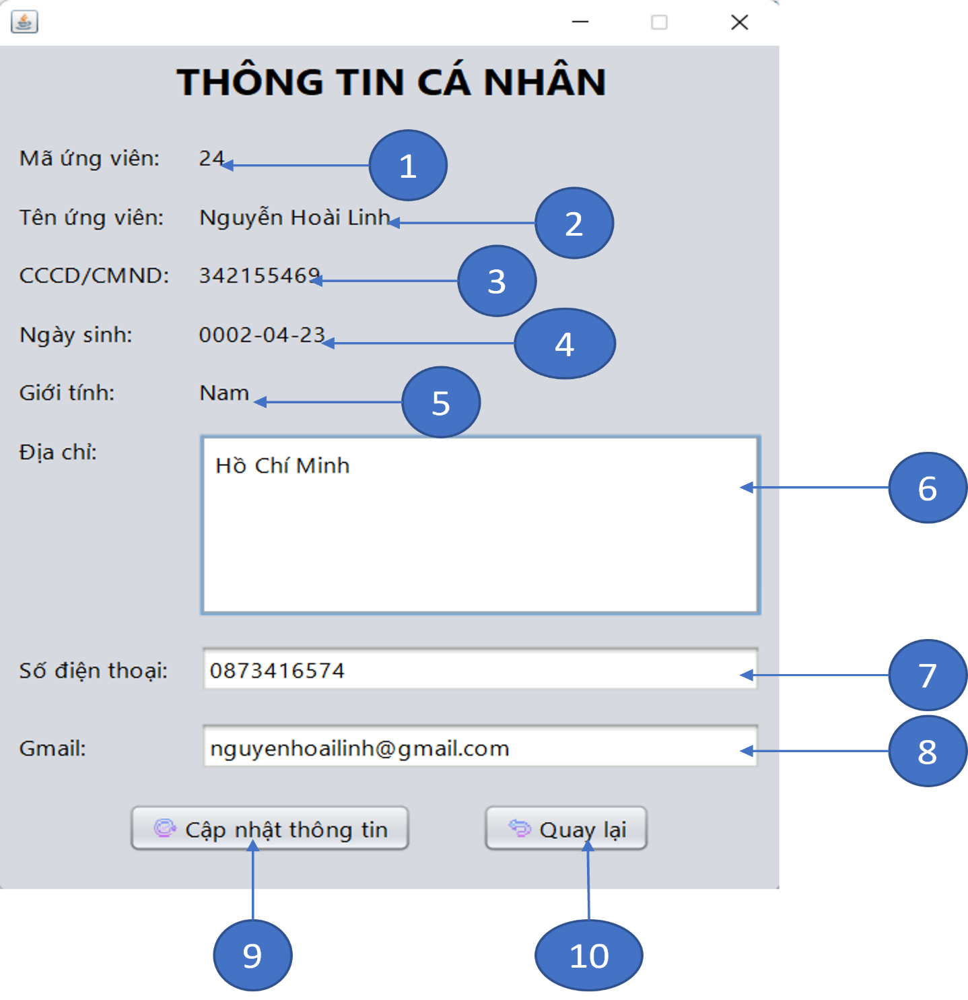 THÔNG TIN CÁ NHÂN
Mã ứng viên: 24 1
Tên ứng viên: Nguyễn Hoài Linh 2
CCCD/CMND: 342155469 3
Ngày sinh: 0002-04-23 4
Giới tính: Nam 5
Địa chỉ: Hồ Chí Minh 6
Số điện thoại: 0873416574 7
Gmail: nguyenhoailinh@gmail.com 8
Cập nhật thông tin Quay lại
9 10